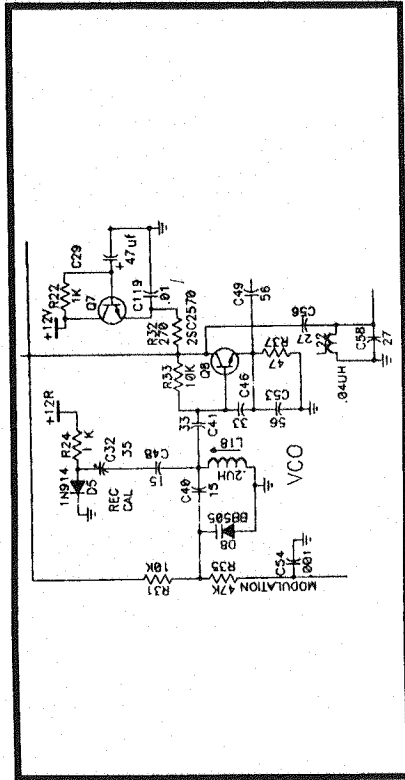 +12V
R22
1K
C29
+
47uf
Q7
C119
.01
R32
270
2SC2570
R33
10K
Q8
C49
56
C56
27
R37
47
C46
33
C53
56
L22
.04UH
C58
27
+12R
R24
1K
1N914
D5
C32
35
REC
CAL
C48
15
C41
33
C40
15
L18
.2UH
VCO
D8
BB505
R31
10K
R35
47K
C54
.001
MODULATION